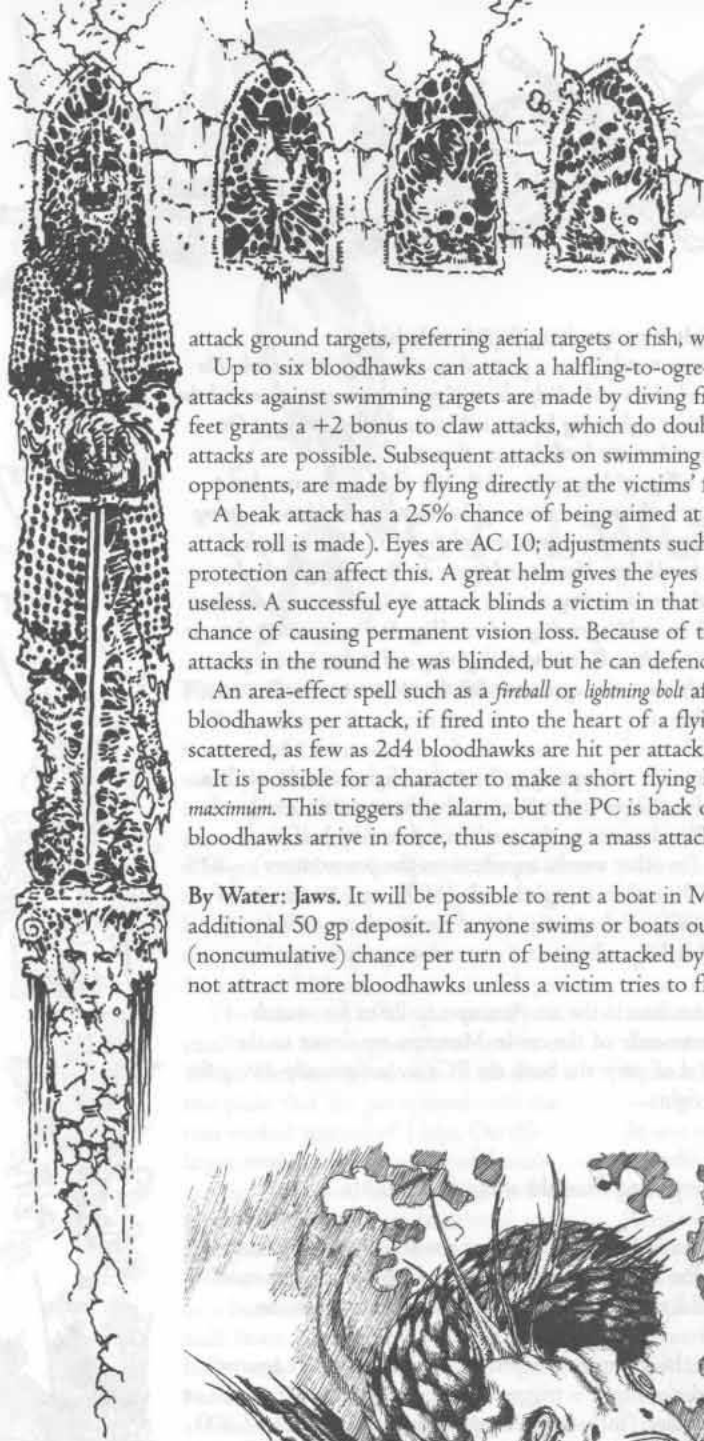 attack ground targets, preferring aerial targets or fish, w
Up to six bloodhawks can attack a halfling-to-ogre-
attacks against swimming targets are made by diving fi
feet grants a +2 bonus to claw attacks, which do doub
attacks are possible. Subsequent attacks on swimming
opponents, are made by flying directly at the victims' f
A beak attack has a 25% chance of being aimed at
attack roll is made). Eyes are AC 10; adjustments such
protection can affect this. A great helm gives the eyes
useless. A successful eye attack blinds a victim in that
chance of causing permanent vision loss. Because of t
attacks in the round he was blinded, but he can defend
An area-effect spell such as a fireball or lightning bolt af
bloodhawks per attack, if fired into the heart of a flyi
scattered, as few as 2d4 bloodhawks are hit per attack
It is possible for a character to make a short flying
maximum. This triggers the alarm, but the PC is back o
bloodhawks arrive in force, thus escaping a mass attack
By Water: Jaws. It will be possible to rent a boat in M
additional 50 gp deposit. If anyone swims or boats ou
(noncumulative) chance per turn of being attacked by
not attract more bloodhawks unless a victim tries to fl